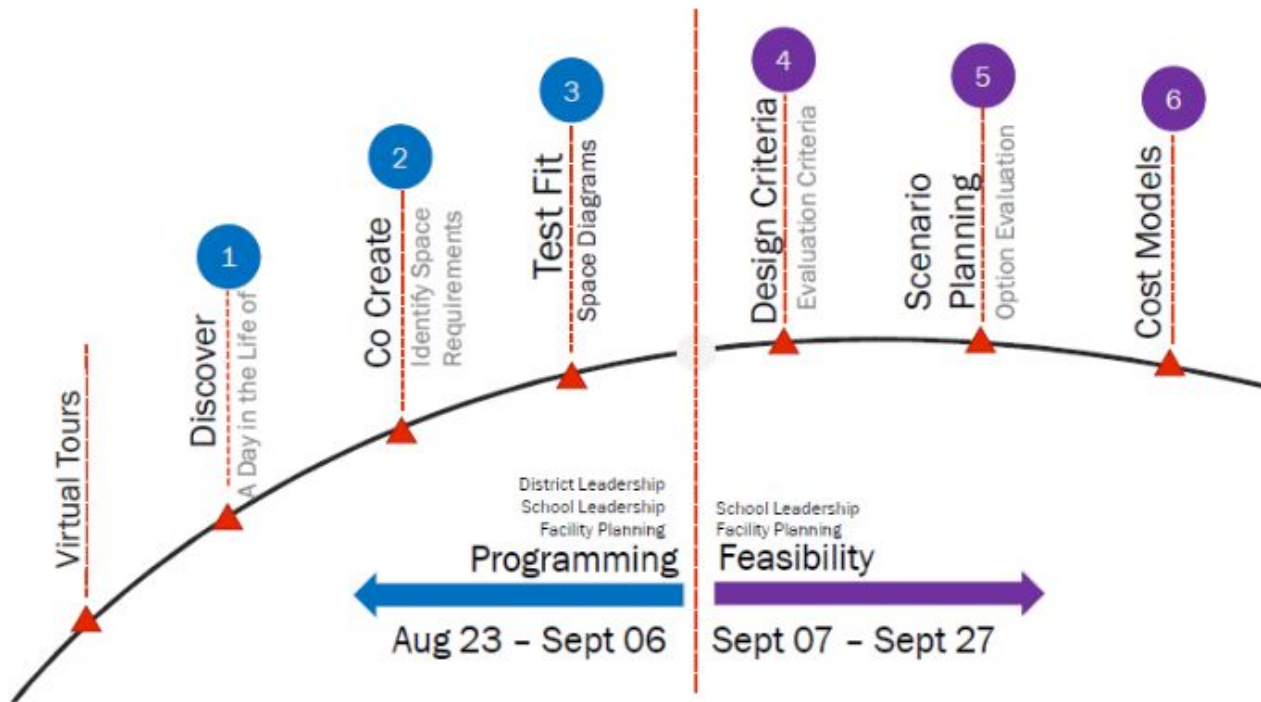 Virtual Tours
1
Discover
A Day in the Life of
2
Co Create
Identify Space
Requirements
3
Test Fit
Space Diagrams
4
Design Criteria
Evaluation Criteria
5
Scenario
Planning
Option Evaluation
6
Cost Models
District Leadership
School Leadership
Facility Planning
Programming
Aug 23 – Sept 06
School Leadership
Facility Planning
Feasibility
Sept 07 – Sept 27